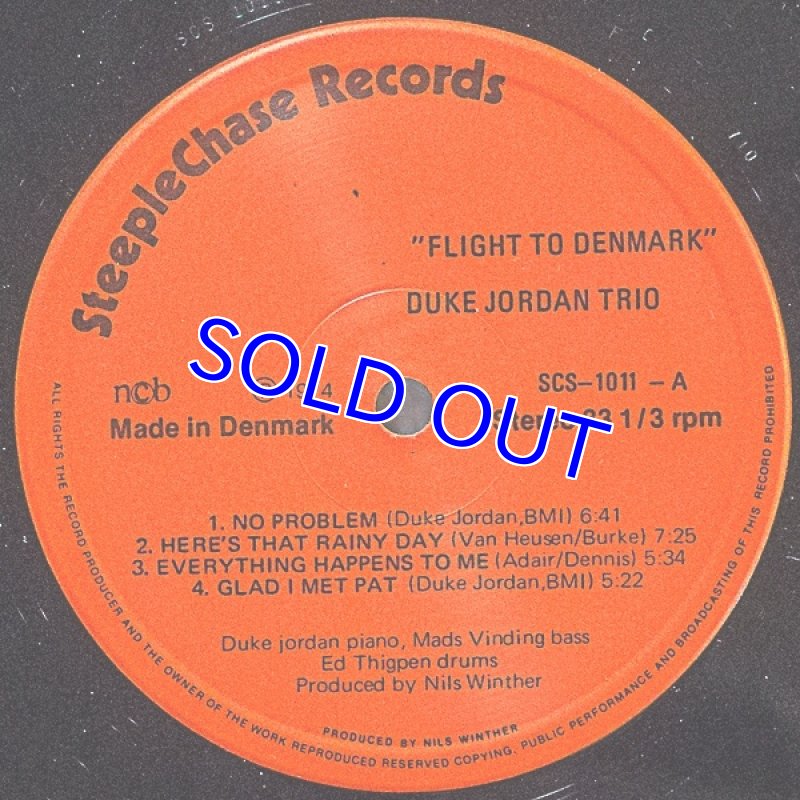 SteepleChase Records
"FLIGHT TO DENMARK"
DUKE JORDAN TRIO
ncb
SCS-1011 - A
Made in Denmark
1/3 rpm
SOLD OUT
1. NO PROBLEM (Duke Jordan,BMI) 6:41
2. HERE'S THAT RAINY DAY (Van Heusen/Burke) 7:25
3. EVERYTHING HAPPENS TO ME (Adair/Dennis) 5:34
4. GLAD I MET PAT (Duke Jordan,BMI) 5:22
Duke jordan piano, Mads Vinding bass
Ed Thigpen drums
Produced by Nils Winther
PRODUCED BY NILS WINTHER
ALL RIGHTS THE RECORD PRODUCER AND THE OWNER OF THE WORK REPRODUCED RESERVED COPYING, PUBLIC PERFORMANCE AND BROADCASTING OF THIS RECORD PROHIBITED